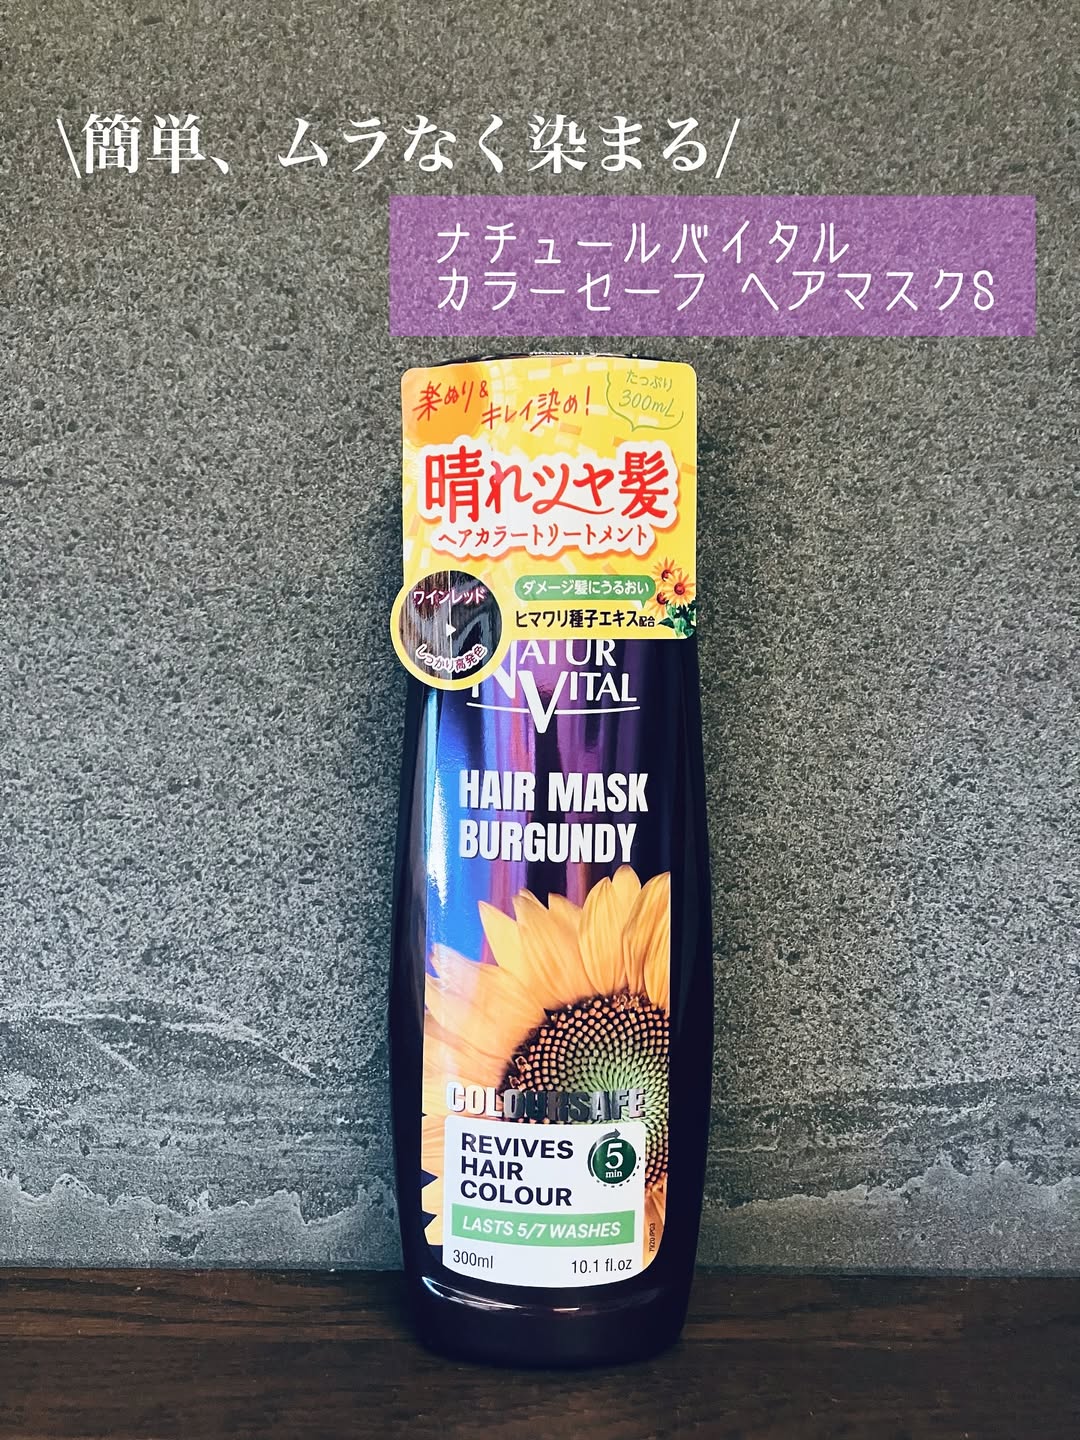 \簡単、ムラなく染まる/
ナチュールバイタル
カラーセーフ ヘアマスクS
楽ぬり&
キレイ染め!
たっぷり
300mL
晴れツヤ髪
ヘアカラートリートメント
ワインレッド
しっかり高発色
ダメージ髪にうるおい
ヒマワリ種子エキス配合
NATUR
VITAL
HAIR MASK
BURGUNDY
COLOURSAFE
REVIVES
HAIR
COLOUR
5
min
LASTS 5/7 WASHES
300ml
10.1 fl.oz